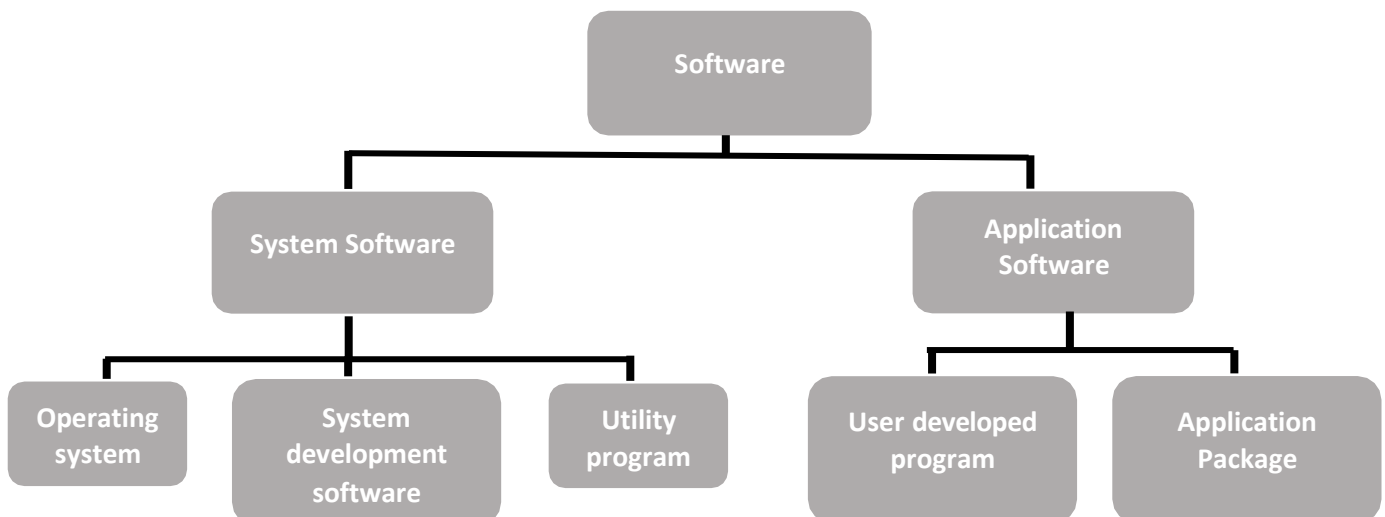 Software
System Software
Application
Software
Operating
system
System
development
software
Utility
program
User developed
program
Application
Package